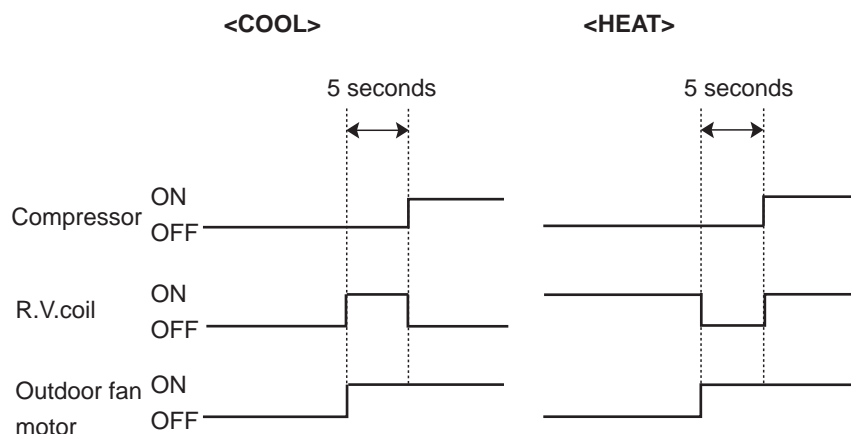 <COOL> <HEAT>
5 seconds 5 seconds
Compressor ON
OFF
R.V.coil ON
OFF
Outdoor fan ON
motor OFF